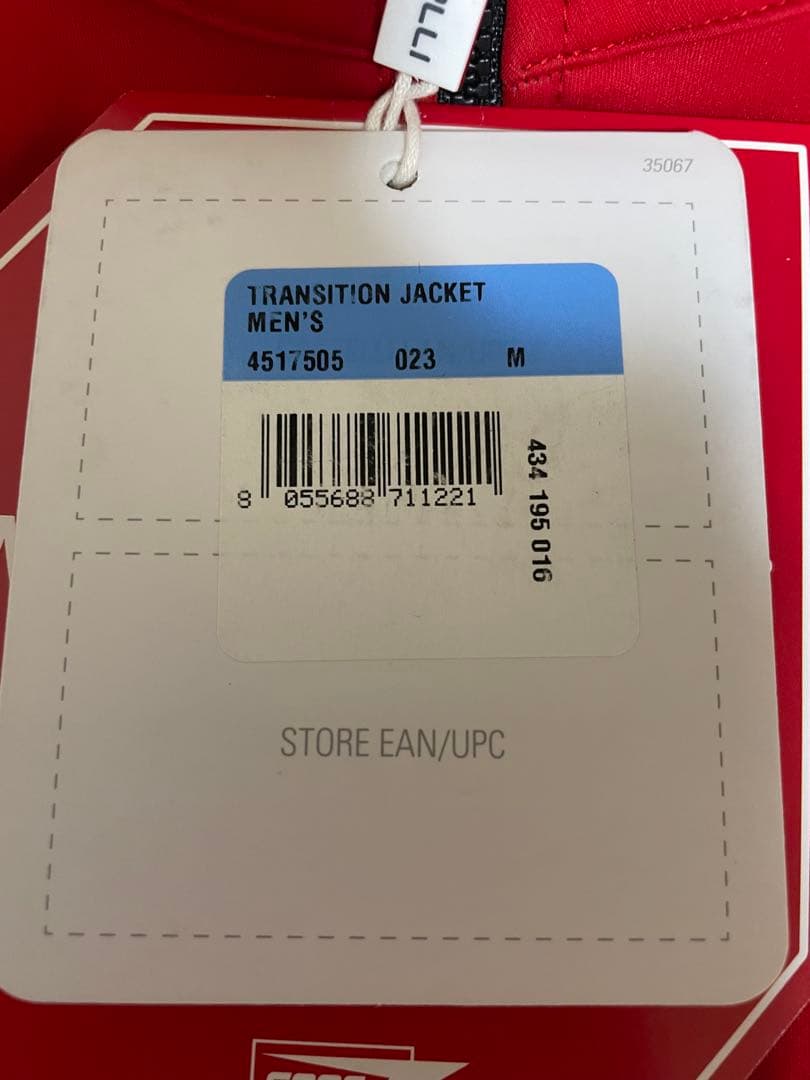 LLI
35067
TRANSITION JACKET
MEN'S
4517505 023 M
8 055688 711221
434 195 016
STORE EAN/UPC